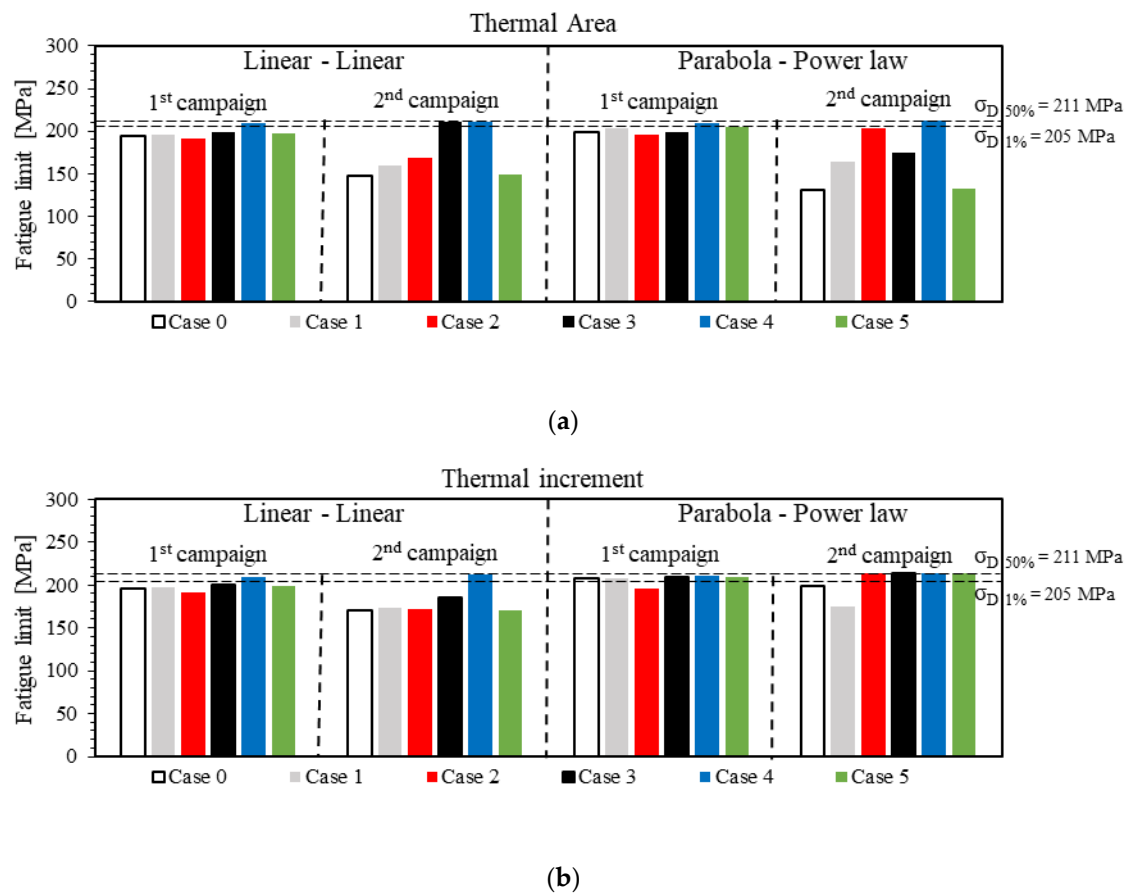 Thermal Area
Fatigue limit [MPa]
300
250
200
150
100
50
0
Linear - Linear
Parabola - Power law
1st campaign
2nd campaign
1st campaign
2nd campaign
σD 50% = 211 MPa
σD 1% = 205 MPa
Case 0 Case 1 Case 2 Case 3 Case 4 Case 5
(a)
Thermal increment
Fatigue limit [MPa]
300
250
200
150
100
50
0
Linear - Linear
Parabola - Power law
1st campaign
2nd campaign
1st campaign
2nd campaign
σD 50% = 211 MPa
σD 1% = 205 MPa
Case 0 Case 1 Case 2 Case 3 Case 4 Case 5
(b)